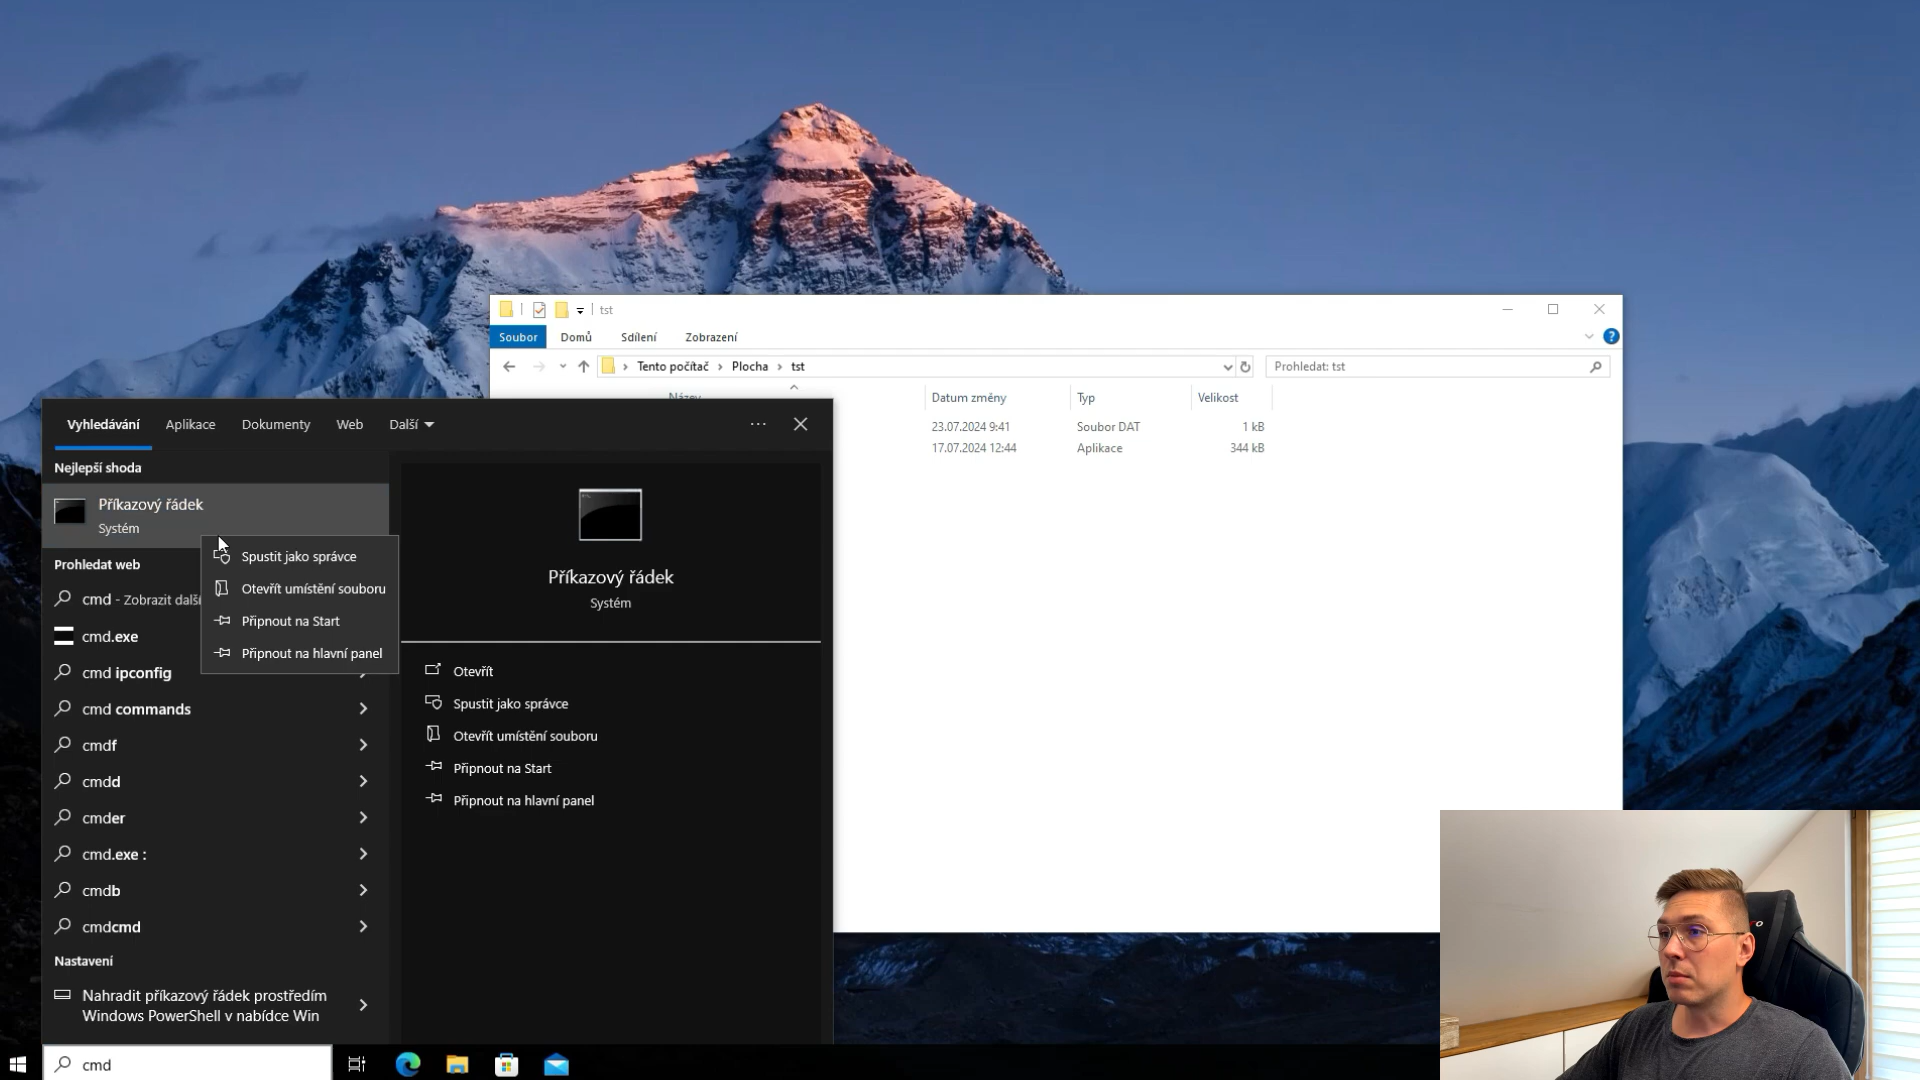 tst
Soubor
Domů
Sdílení
Zobrazení
Tento počítač › Plocha › tst
Prohledat: tst
Název
Datum změny
Typ
Velikost
23.07.2024 9:41
Soubor DAT
1 kB
17.07.2024 12:44
Aplikace
344 kB
Vyhledávání
Aplikace
Dokumenty
Web
Další
Nejlepší shoda
Příkazový řádek
Systém
Spustit jako správce
Otevřít umístění souboru
Připnout na Start
Připnout na hlavní panel
Prohledat web
cmd - Zobrazit další
cmd.exe
cmd ipconfig
cmd commands
cmdf
cmdd
cmder
cmd.exe :
cmdb
cmdcmd
Nastavení
Nahradit příkazový řádek prostředím
Windows PowerShell v nabídce Win
Příkazový řádek
Systém
Otevřít
Spustit jako správce
Otevřít umístění souboru
Připnout na Start
Připnout na hlavní panel
cmd